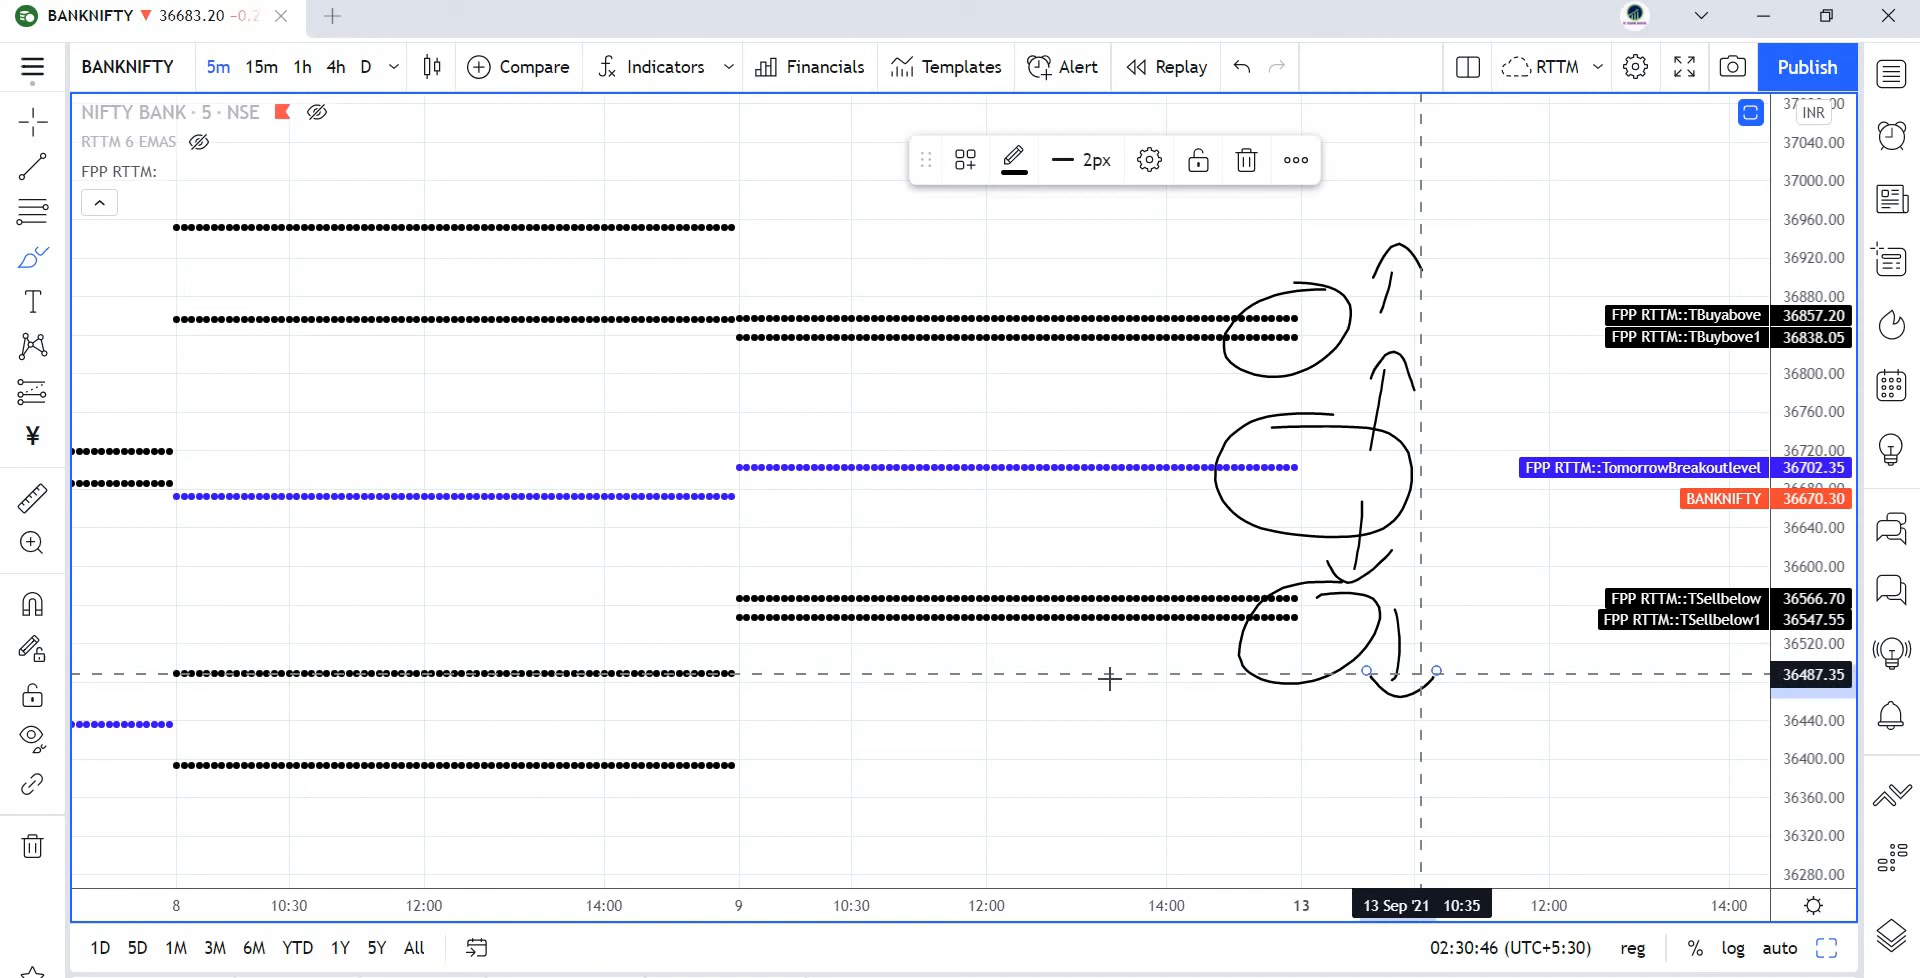 BANKNIFTY ▼ 36683.20 −0.2
BANKNIFTY 5m 15m 1h 4h D Compare Indicators Financials Templates Alert Replay RTTM Publish
NIFTY BANK · 5 · NSE
RTTM 6 EMAS
FPP RTTM:
2px
INR
37040.00
37000.00
36960.00
36920.00
36880.00
FPP RTTM::TBuyabove 36857.20
FPP RTTM::TBuybove1 36838.05
36800.00
36760.00
36720.00
FPP RTTM::TomorrowBreakoutlevel 36702.35
BANKNIFTY 36670.30
36640.00
36600.00
FPP RTTM::TSellbelow 36566.70
FPP RTTM::TSellbelow1 36547.55
36520.00
36487.35
36440.00
36400.00
36360.00
36320.00
36280.00
8 10:30 12:00 14:00 9 10:30 12:00 14:00 13 13 Sep '21 10:35 12:00 14:00
1D 5D 1M 3M 6M YTD 1Y 5Y All 02:30:46 (UTC+5:30) reg % log auto